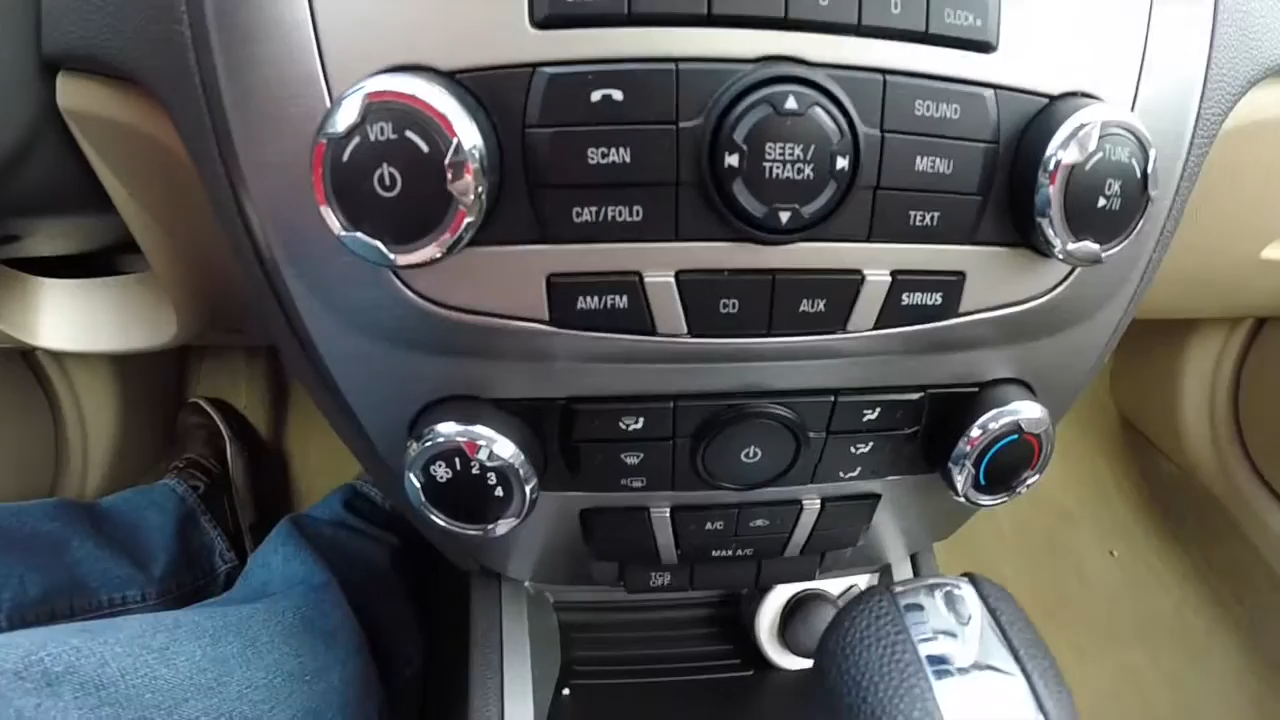 CLOCK
VOL
SCAN
CAT/FOLD
SEEK/
TRACK
SOUND
MENU
TEXT
TUNE
OK
AM/FM
CD
AUX
SIRIUS
1
2
3
4
A/C
MAX A/C
TCS
OFF